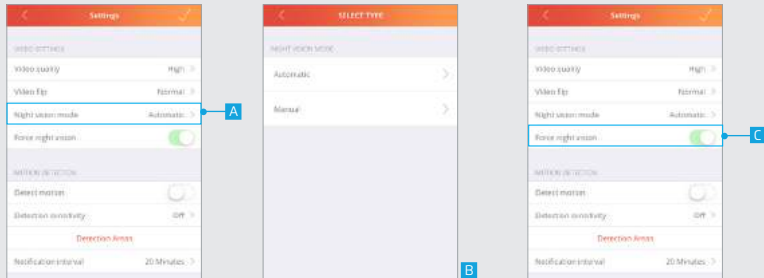 Settings
VIDEO SETTINGS
Video quality High
Video flip Normal
Night vision mode Automatic
A
Force night vision
MOTION DETECTION
Detect motion
Detection sensitivity Off
Detection Areas
Notification interval 20 Minutes
SELECT TYPE
NIGHT VISION MODE
Automatic
Manual
B
Settings
VIDEO SETTINGS
Video quality High
Video flip Normal
Night vision mode Automatic
Force night vision
C
MOTION DETECTION
Detect motion
Detection sensitivity Off
Detection Areas
Notification interval 20 Minutes